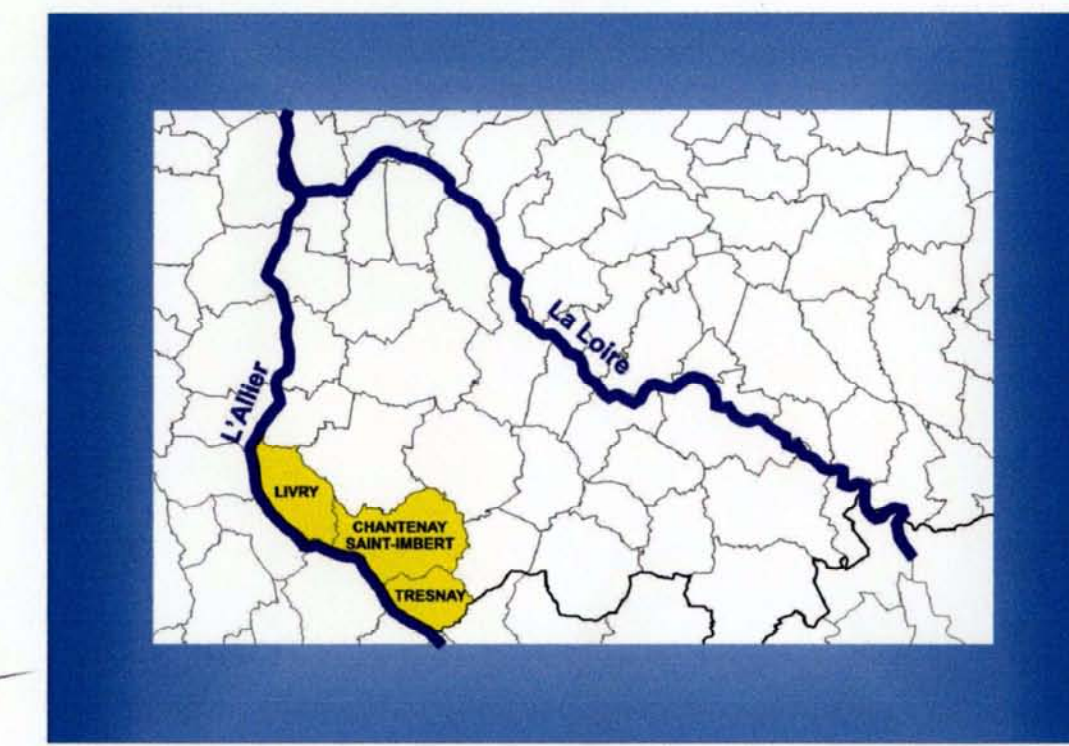 La Loire
L'Allier
LIVRY
CHANTENAY
SAINT-IMBERT
TRESNAY